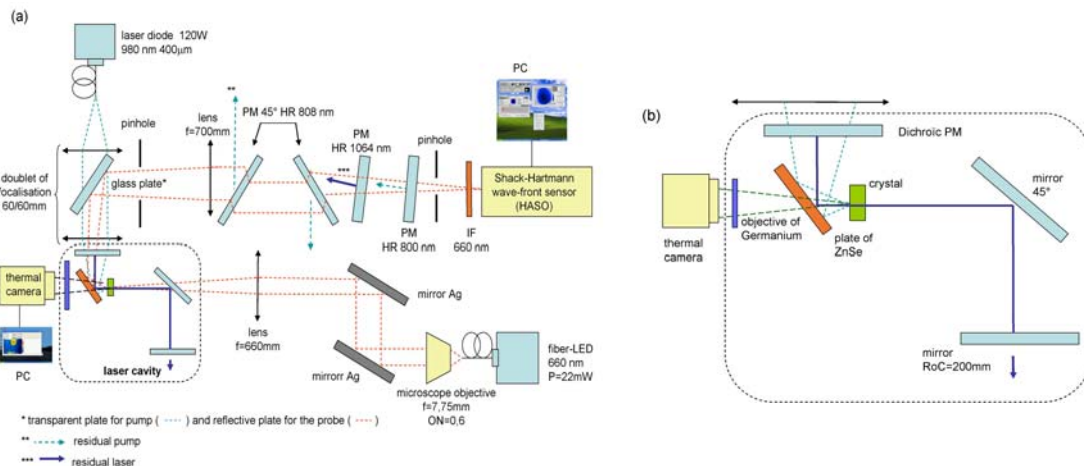 (a)
laser diode 120W
980 nm 400µm
PC
**
PM 45° HR 808 nm
lens
f=700mm
pinhole
PM
HR 1064 nm
pinhole
***
doublet of
focalisation
60/60mm
glass plate*
Shack-Hartmann
wave-front sensor
(HASO)
PM
HR 800 nm
IF
660 nm
thermal
camera
mirror Ag
lens
f=660mm
fiber-LED
660 nm
P=22mW
PC
laser cavity
mirrorr Ag
microscope objective
f=7,75mm
ON=0,6
* transparent plate for pump ( ) and reflective plate for the probe ( )
** residual pump
*** residual laser
(b)
Dichroïc PM
crystal
mirror
45°
thermal
camera
objective of
Germanium
plate of
ZnSe
mirror
RoC=200mm